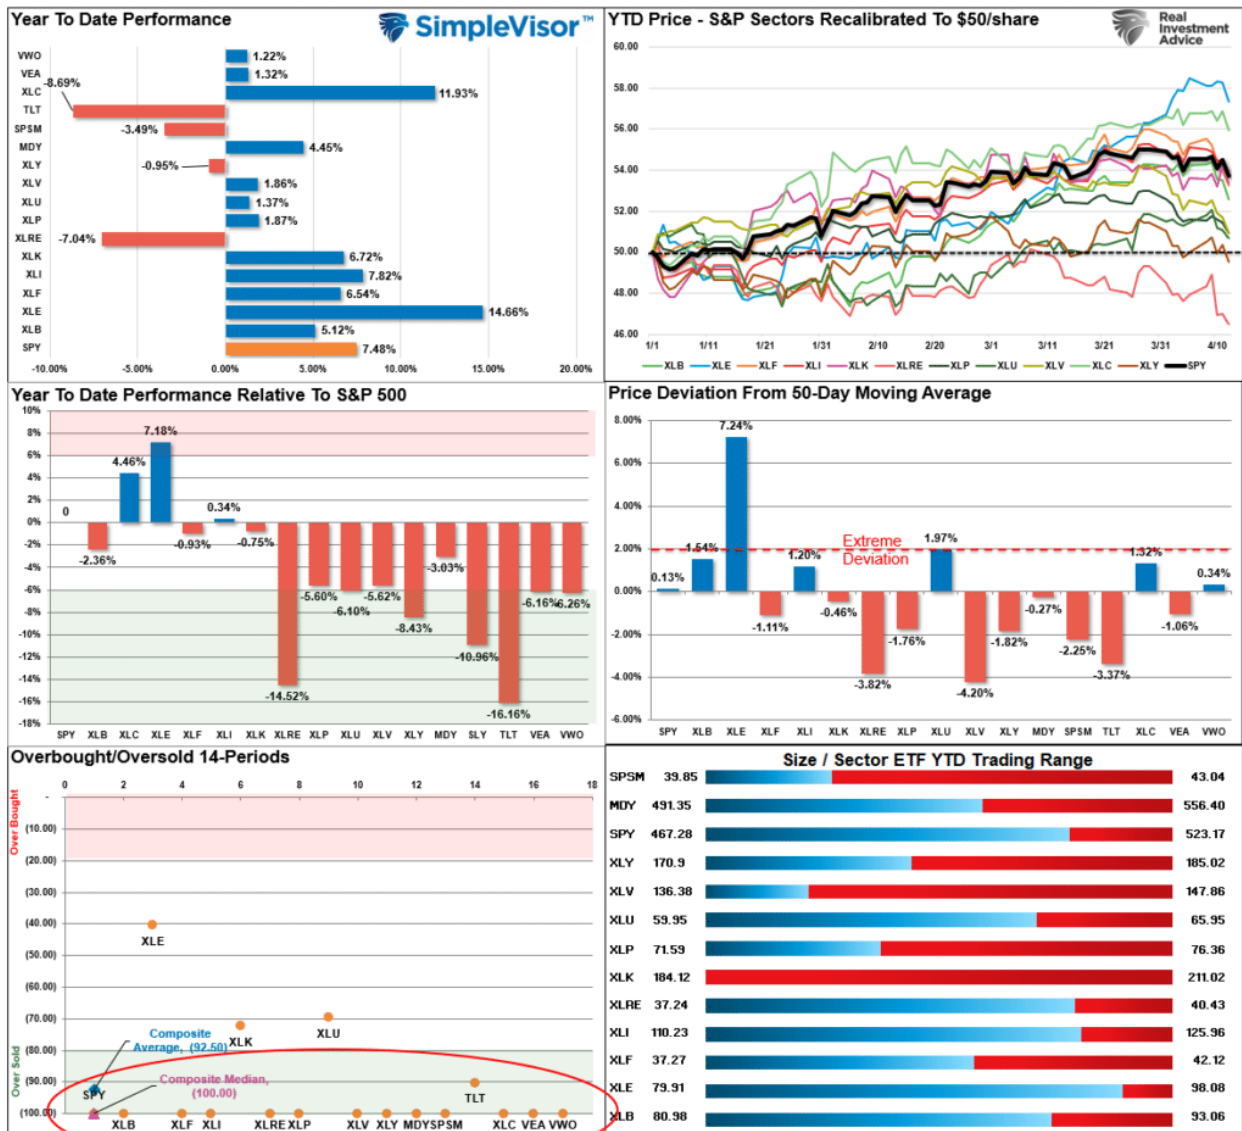 Year To Date Performance
SimpleVisor™
VWO 1.22%
VEA 1.32%
XLC 11.93%
TLT -8.69%
SPSM -3.49%
MDY 4.45%
XLY -0.95%
XLV 1.86%
XLU 1.37%
XLP 1.87%
XLRE -7.04%
XLK 6.72%
XLI 7.82%
XLF 6.54%
XLE 14.66%
XLB 5.12%
SPY 7.48%
-10.00% -5.00% 0.00% 5.00% 10.00% 15.00% 20.00%
YTD Price - S&P Sectors Recalibrated To $50/share
Real
Investment
Advice
60.00
58.00
56.00
54.00
52.00
50.00
48.00
46.00
1/1 1/11 1/21 1/31 2/10 2/20 3/1 3/11 3/21 3/31 4/10
XLB XLE XLF XLI XLK XLRE XLP XLU XLV XLC XLY SPY
Year To Date Performance Relative To S&P 500
10%
8%
6%
4%
2%
0%
-2%
-4%
-6%
-8%
-10%
-12%
-14%
-16%
-18%
0 -2.36% 4.46% 7.18% -0.93% 0.34% -0.75% -14.52% -5.60% -6.10% -5.62% -8.43% -3.03% -10.96% -16.16% -6.16% -6.26%
SPY XLB XLC XLE XLF XLI XLK XLRE XLP XLU XLV XLY MDY SLY TLT VEA VWO
Price Deviation From 50-Day Moving Average
8.00%
6.00%
4.00%
2.00%
0.00%
-2.00%
-4.00%
-6.00%
Extreme
Deviation
0.13% 1.54% 7.24% -1.11% 1.20% -0.46% -3.82% -1.76% 1.97% -4.20% -1.82% -0.27% -2.25% -3.37% 1.32% -1.06% 0.34%
SPY XLB XLE XLF XLI XLK XLRE XLP XLU XLV XLY MDY SPSM TLT XLC VEA VWO
Overbought/Oversold 14-Periods
0 2 4 6 8 10 12 14 16 18
Over Bought
Over Sold
-
(10.00)
(20.00)
(30.00)
(40.00)
(50.00)
(60.00)
(70.00)
(80.00)
(90.00)
(100.00)
XLE
XLK
XLU
Composite
Average, (92.50)
SPY
Composite Median,
(100.00)
TLT
XLB XLF XLI XLRE XLP XLV XLY MDY SPSM XLC VEA VWO
Size / Sector ETF YTD Trading Range
SPSM 39.85 43.04
MDY 491.35 556.40
SPY 467.28 523.17
XLY 170.9 185.02
XLV 136.38 147.86
XLU 59.95 65.95
XLP 71.59 76.36
XLK 184.12 211.02
XLRE 37.24 40.43
XLI 110.23 125.96
XLF 37.27 42.12
XLE 79.91 98.08
XLB 80.98 93.06